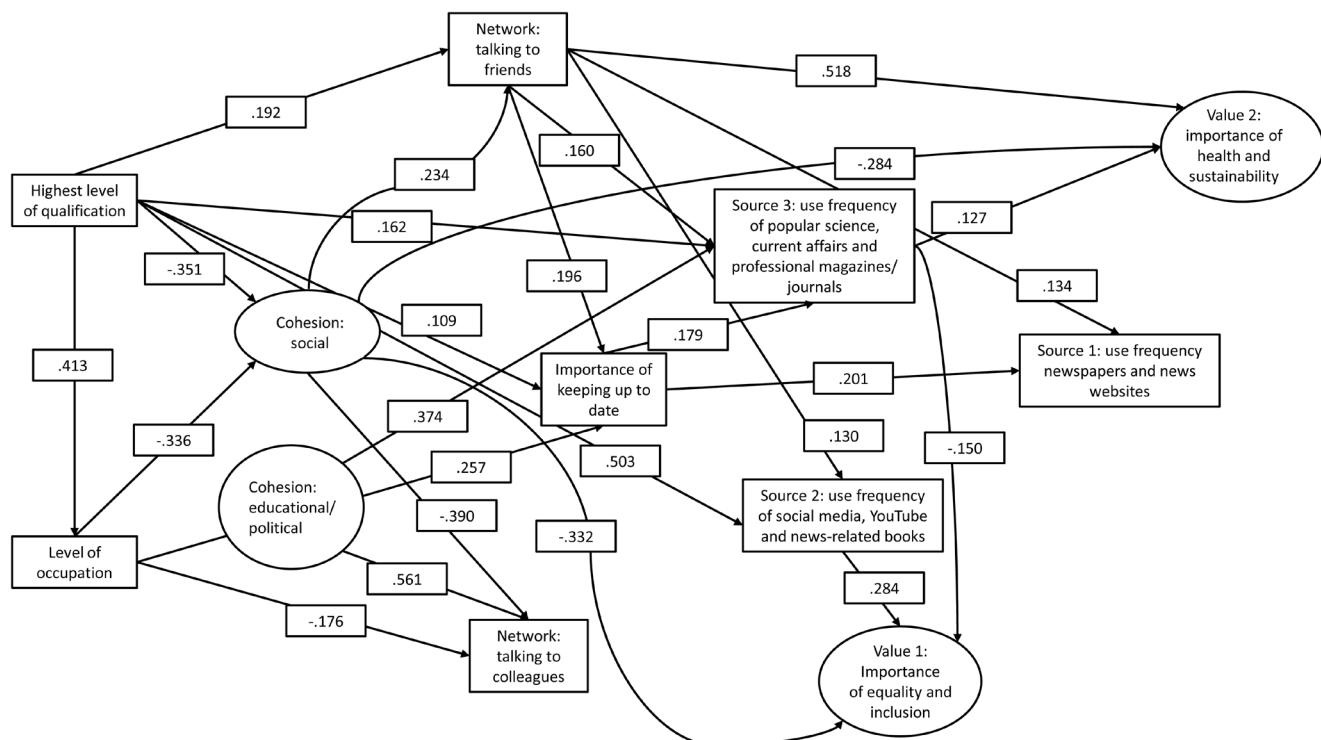 Network:
talking to
friends
.518
Value 2:
importance of
health and
sustainability
.192
.160
.234
-.284
Highest level
of qualification
.162
Source 3: use frequency
of popular science,
current affairs and
professional magazines/
journals
.127
-.351
.196
.134
Cohesion:
social
.109
.179
Source 1: use frequency
newspapers and news
websites
.413
Importance of
keeping up to
date
.201
.374
-.336
.130
-.150
.257
.503
Cohesion:
educational/
political
-.390
Source 2: use frequency
of social media, YouTube
and news-related books
-.332
Level of
occupation
.561
.284
-.176
Network:
talking to
colleagues
Value 1:
Importance
of equality and
inclusion